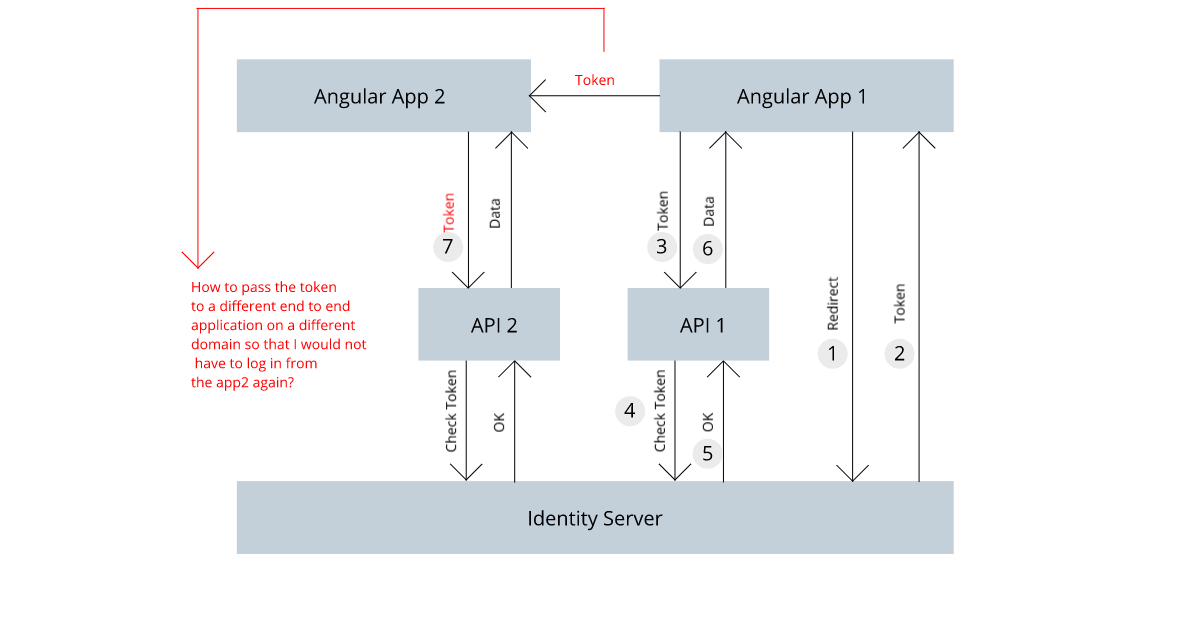 Token
Angular App 2
Angular App 1
Token
Data
7
Token
3
Data
6
Redirect
1
Token
2
How to pass the token
to a different end to end
application on a different
domain so that I would not
have to log in from
the app2 again?
API 2
API 1
Check Token
OK
4
Check Token
OK
5
Identity Server